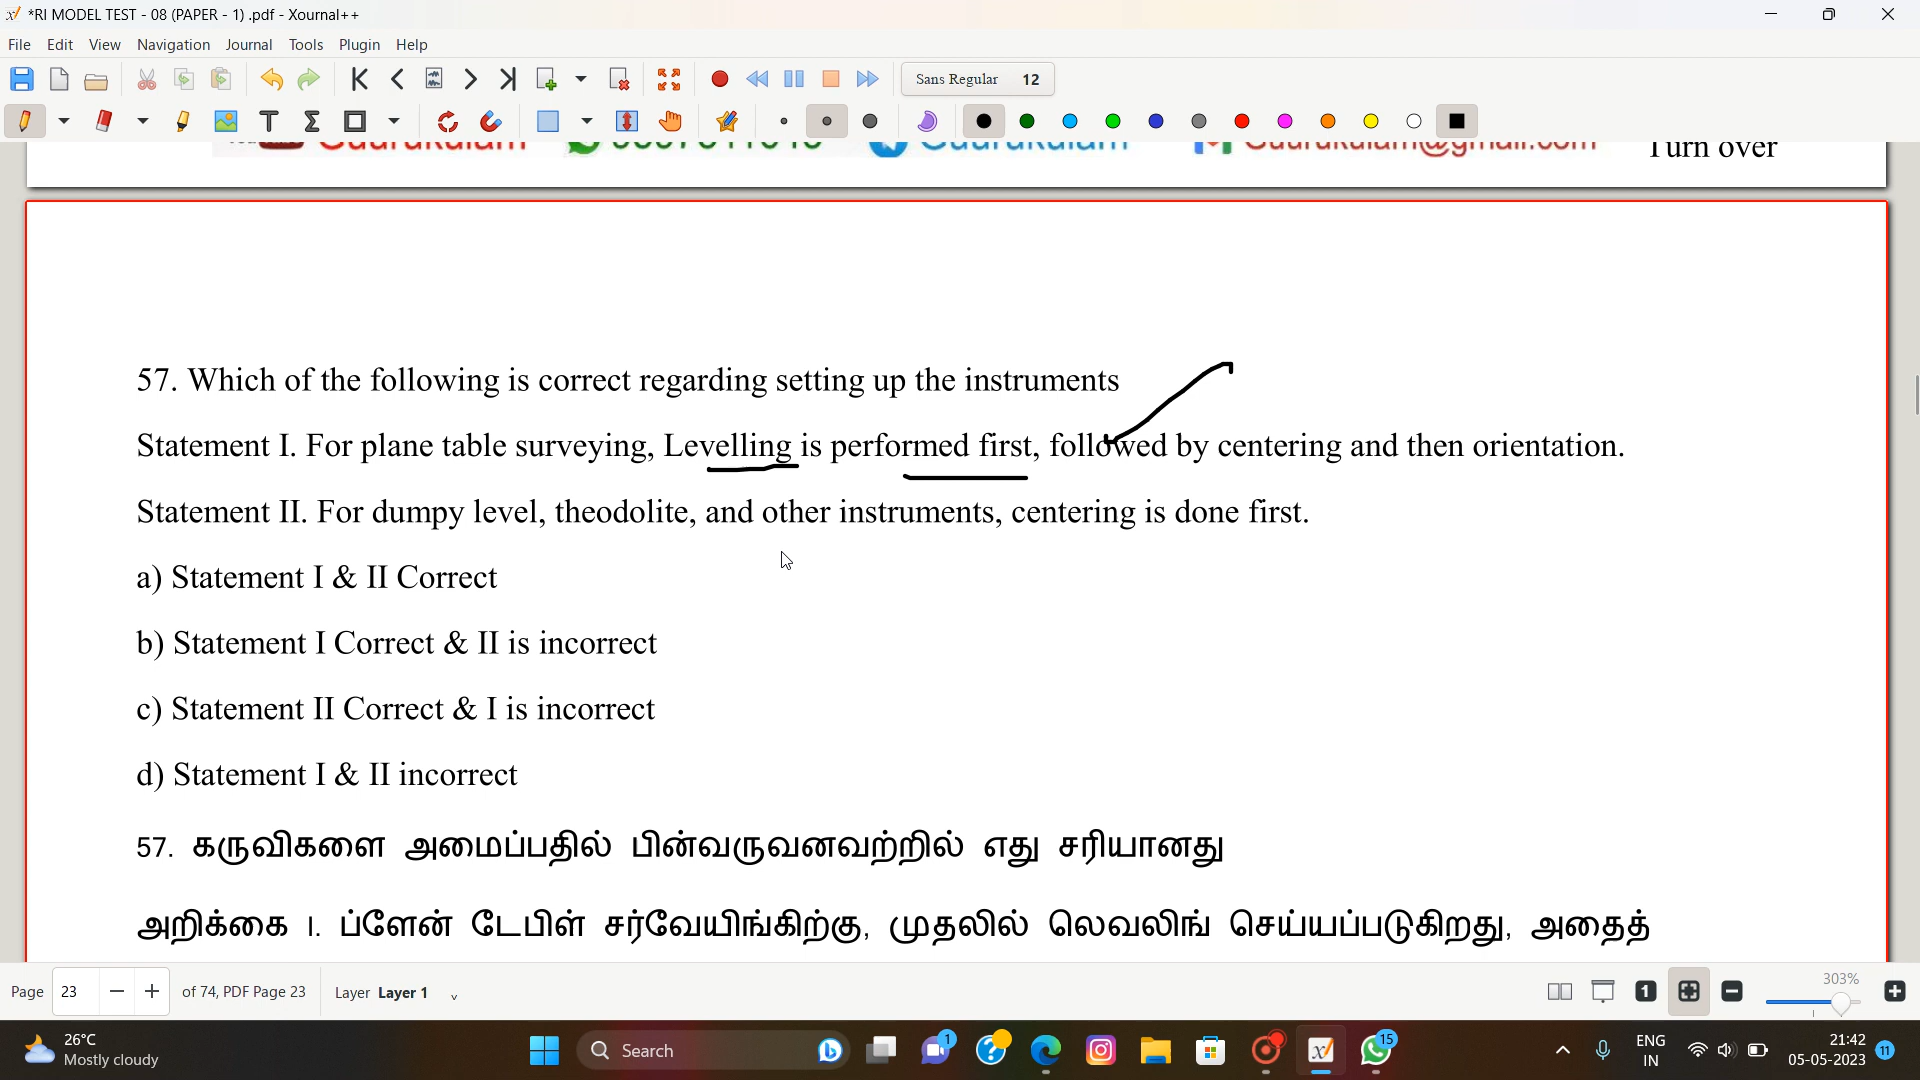 *RI MODEL TEST - 08 (PAPER - 1) .pdf - Xournal++
File Edit View Navigation Journal Tools Plugin Help
Sans Regular 12
Turn over
57. Which of the following is correct regarding setting up the instruments
Statement I. For plane table surveying, Levelling is performed first, followed by centering and then orientation.
Statement II. For dumpy level, theodolite, and other instruments, centering is done first.
a) Statement I & II Correct
b) Statement I Correct & II is incorrect
c) Statement II Correct & I is incorrect
d) Statement I & II incorrect
57. கருவிகளை அமைப்பதில் பின்வருவனவற்றில் எது சரியானது
அறிக்கை I. ப்ளேன் டேபிள் சர்வேயிங்கிற்கு, முதலில் லெவலிங் செய்யப்படுகிறது, அதைத்
Page 23 of 74, PDF Page 23 Layer Layer 1 303%
26°C
Mostly cloudy
Search
1
15
ENG
IN
21:42
05-05-2023
11